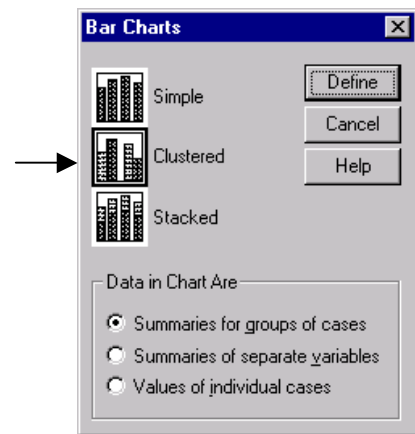 Bar Charts
Simple
Define
Cancel
Clustered
Help
Stacked
Data in Chart Are
Summaries for groups of cases
Summaries of separate variables
Values of individual cases